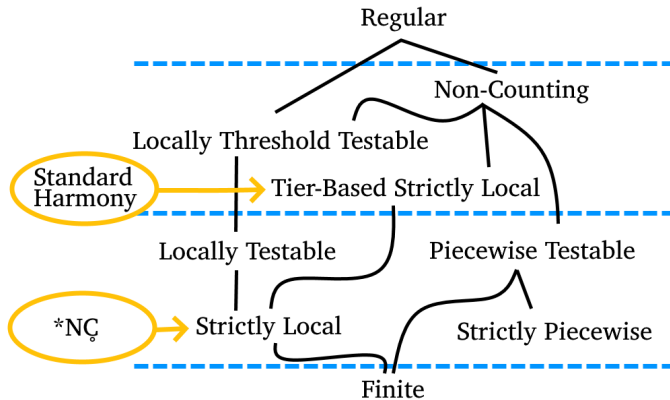 Regular
Non-Counting
Locally Threshold Testable
Standard
Harmony
Tier-Based Strictly Local
Locally Testable
Piecewise Testable
*NC̥
Strictly Local
Strictly Piecewise
Finite